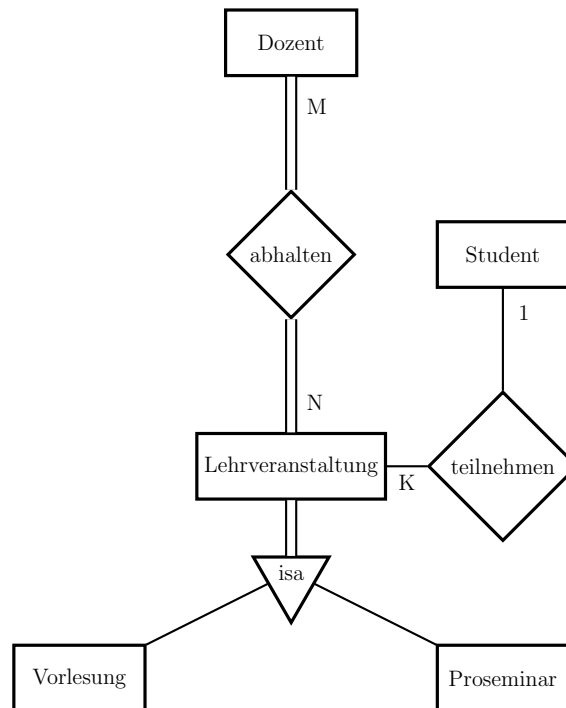 Dozent
M
abhalten
Student
1
N
Lehrveranstaltung
K
teilnehmen
isa
Vorlesung
Proseminar